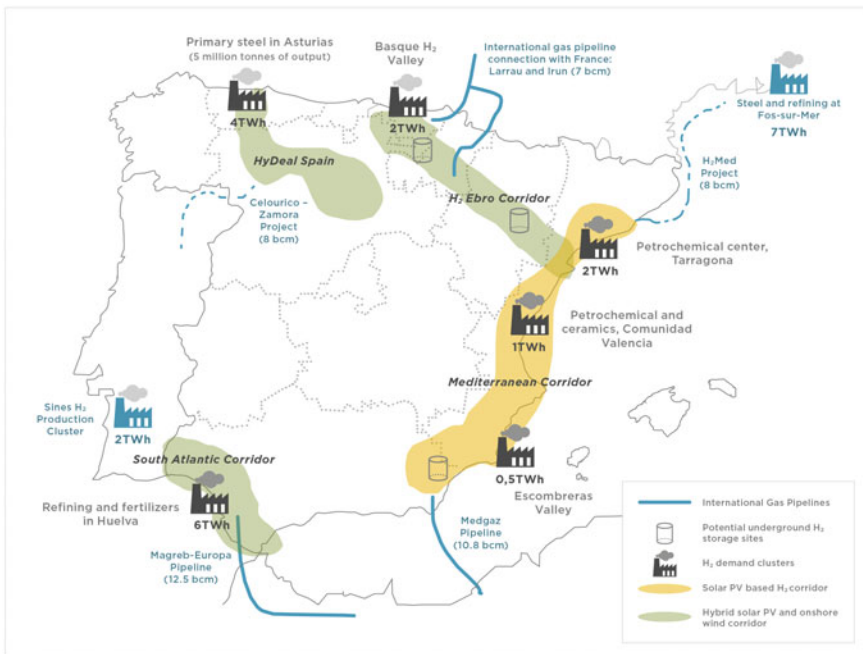 Primary steel in Asturias
(5 million tonnes of output)
4TWh
HyDeal Spain
Basque H₂
Valley
2TWh
International gas pipeline
connection with France:
Larrau and Irun (7 bcm)
Steel and refining at
Fos-sur-Mer
7TWh
H₂Med
Project
(8 bcm)
Celourico –
Zamora
Project
(8 bcm)
H₂ Ebro Corridor
2TWh
Petrochemical center,
Tarragona
1TWh
Petrochemical and
ceramics, Comunidad
Valencia
Mediterranean Corridor
Sines H₂
Production
Cluster
2TWh
South Atlantic Corridor
0,5TWh
Escombreras
Valley
Refining and fertilizers
in Huelva
6TWh
Magreb-Europa
Pipeline
(12.5 bcm)
Medgaz
Pipeline
(10.8 bcm)
International Gas Pipelines
Potential underground H₂
storage sites
H₂ demand clusters
Solar PV based H₂ corridor
Hybrid solar PV and onshore
wind corridor